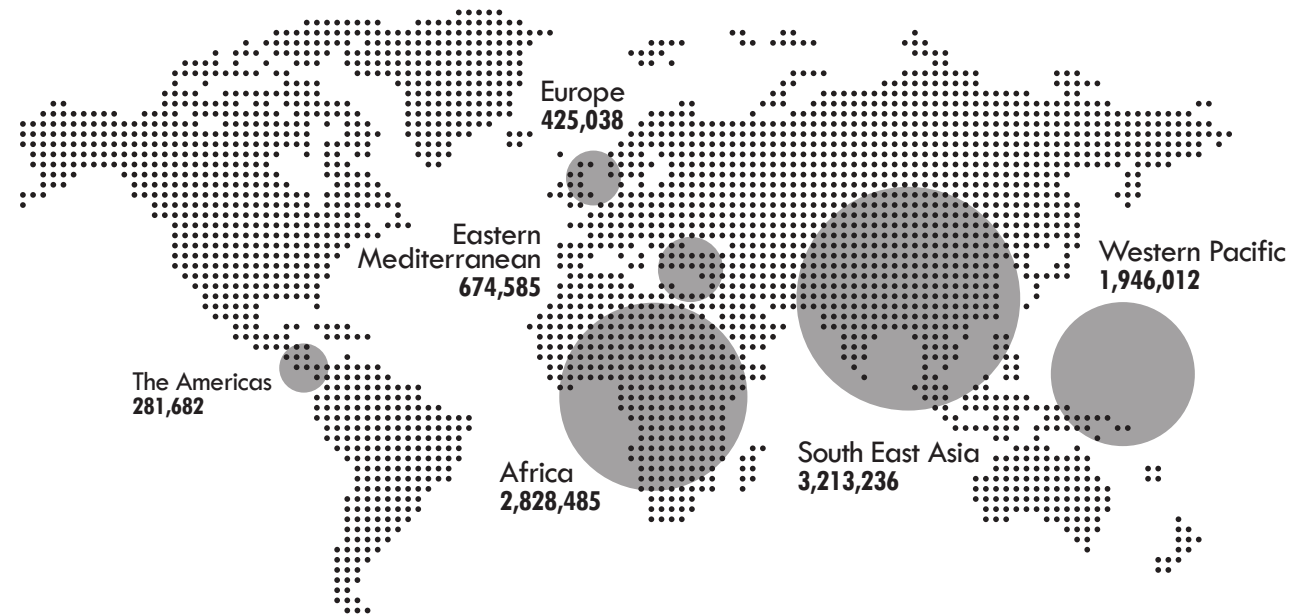 Europe
425,038
Eastern
Mediterranean
674,585
Western Pacific
1,946,012
The Americas
281,682
Africa
2,828,485
South East Asia
3,213,236